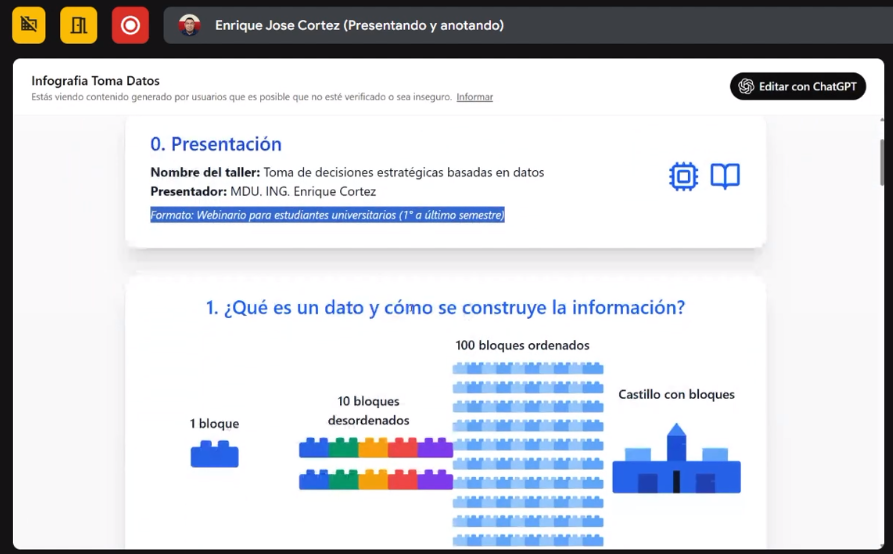 Enrique Jose Cortez (Presentando y anotando)
Infografia Toma Datos
Estás viendo contenido generado por usuarios que es posible que no esté verificado o sea inseguro. Informar
Editar con ChatGPT
0. Presentación
Nombre del taller: Toma de decisiones estratégicas basadas en datos
Presentador: MDU. ING. Enrique Cortez
Formato: Webinario para estudiantes universitarios (1° a último semestre)
1. ¿Qué es un dato y cómo se construye la información?
1 bloque
10 bloques
desordenados
100 bloques ordenados
Castillo con bloques